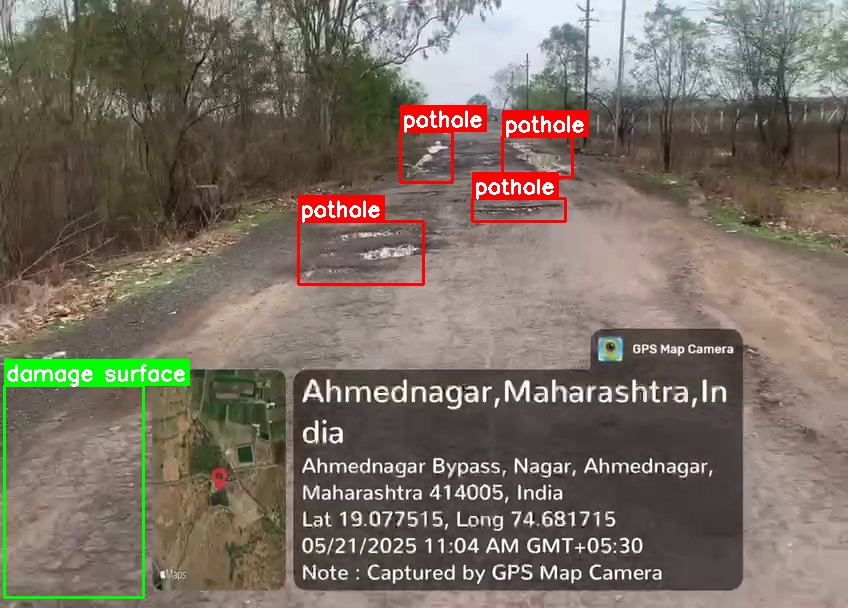 pothole
pothole
pothole
pothole
damage surface
GPS Map Camera
Ahmednagar,Maharashtra,In
dia
Ahmednagar Bypass, Nagar, Ahmednagar,
Maharashtra 414005, India
Lat 19.077515, Long 74.681715
05/21/2025 11:04 AM GMT+05:30
Note : Captured by GPS Map Camera
Maps